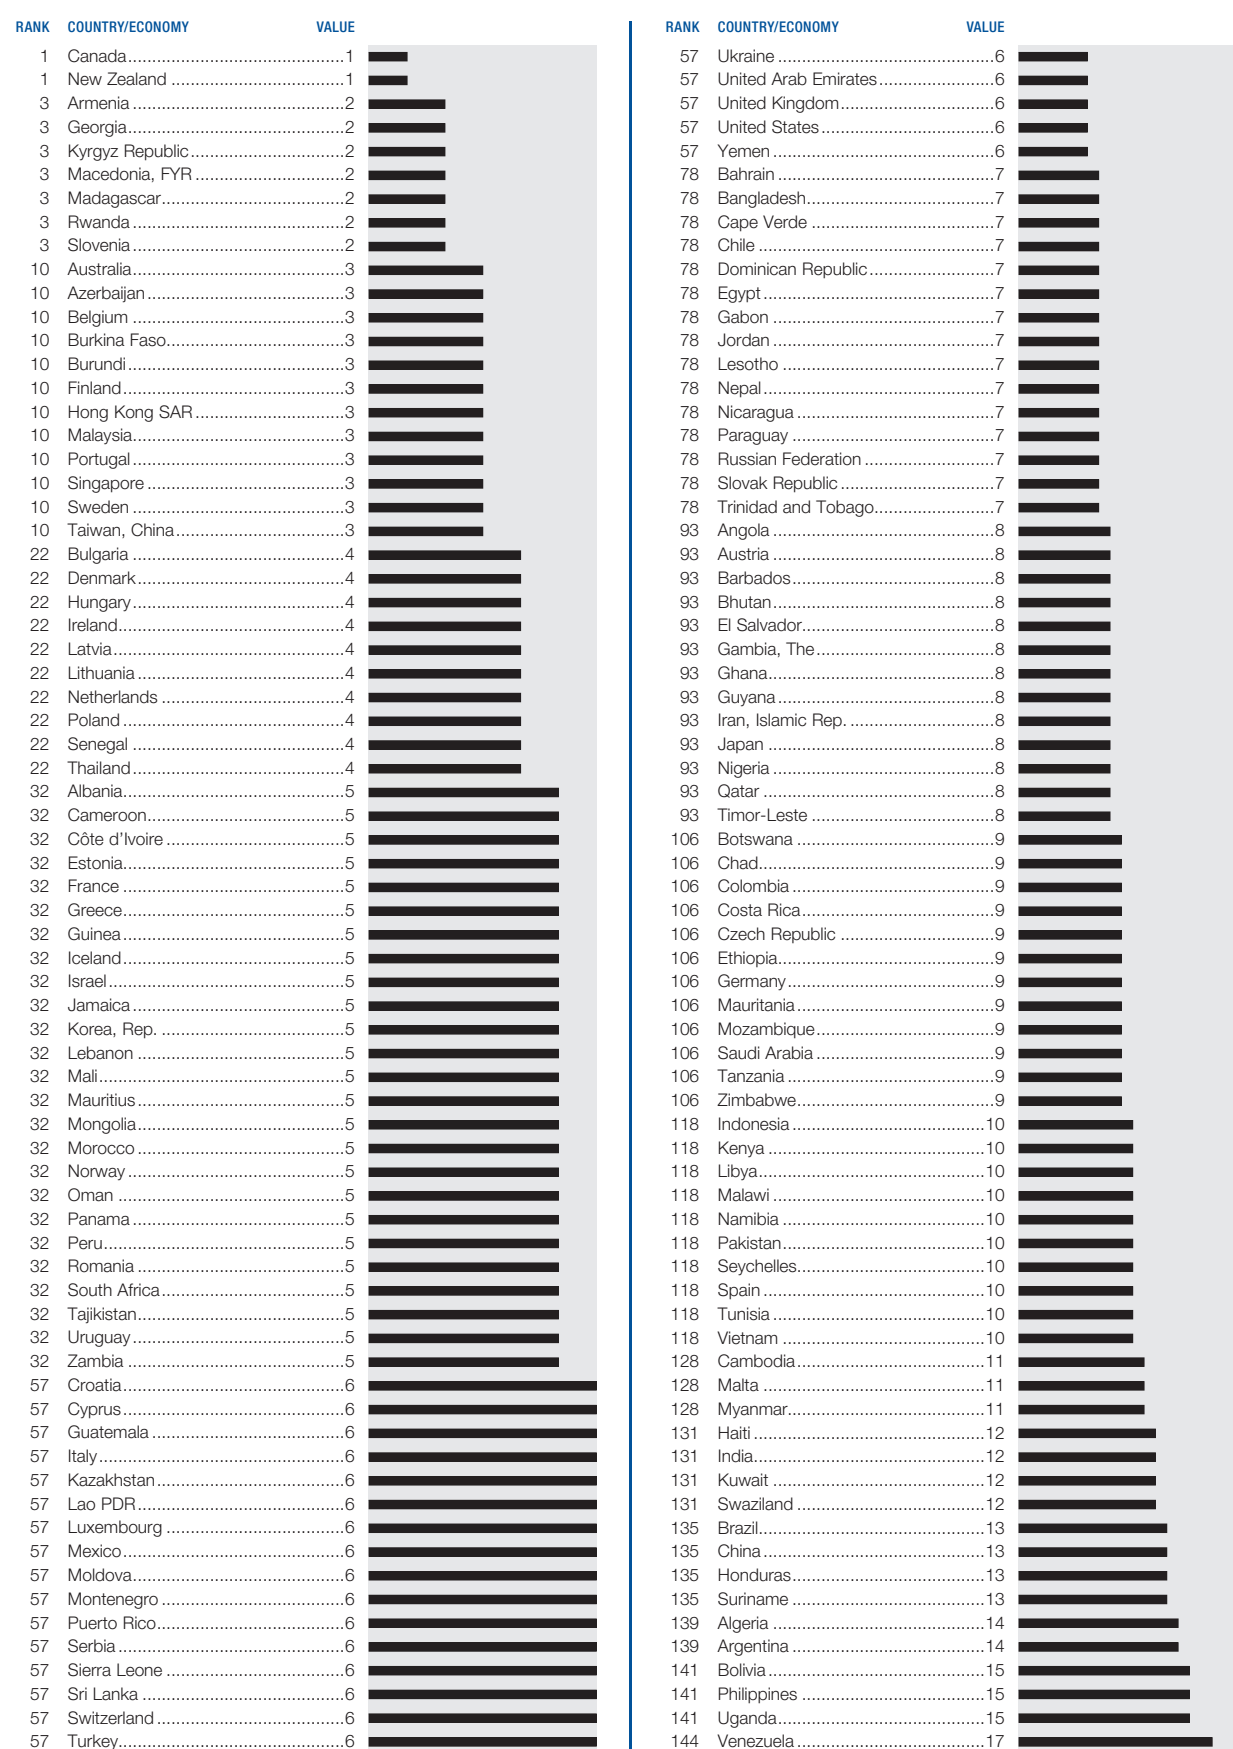 RANK COUNTRY/ECONOMY VALUE
1 Canada 1
1 New Zealand 1
3 Armenia 2
3 Georgia 2
3 Kyrgyz Republic 2
3 Macedonia, FYR 2
3 Madagascar 2
3 Rwanda 2
3 Slovenia 2
10 Australia 3
10 Azerbaijan 3
10 Belgium 3
10 Burkina Faso 3
10 Burundi 3
10 Finland 3
10 Hong Kong SAR 3
10 Malaysia 3
10 Portugal 3
10 Singapore 3
10 Sweden 3
10 Taiwan, China 3
22 Bulgaria 4
22 Denmark 4
22 Hungary 4
22 Ireland 4
22 Latvia 4
22 Lithuania 4
22 Netherlands 4
22 Poland 4
22 Senegal 4
22 Thailand 4
32 Albania 5
32 Cameroon 5
32 Côte d’Ivoire 5
32 Estonia 5
32 France 5
32 Greece 5
32 Guinea 5
32 Iceland 5
32 Israel 5
32 Jamaica 5
32 Korea, Rep. 5
32 Lebanon 5
32 Mali 5
32 Mauritius 5
32 Mongolia 5
32 Morocco 5
32 Norway 5
32 Oman 5
32 Panama 5
32 Peru 5
32 Romania 5
32 South Africa 5
32 Tajikistan 5
32 Uruguay 5
32 Zambia 5
57 Croatia 6
57 Cyprus 6
57 Guatemala 6
57 Italy 6
57 Kazakhstan 6
57 Lao PDR 6
57 Luxembourg 6
57 Mexico 6
57 Moldova 6
57 Montenegro 6
57 Puerto Rico 6
57 Serbia 6
57 Sierra Leone 6
57 Sri Lanka 6
57 Switzerland 6
57 Turkey 6
RANK COUNTRY/ECONOMY VALUE
57 Ukraine 6
57 United Arab Emirates 6
57 United Kingdom 6
57 United States 6
57 Yemen 6
78 Bahrain 7
78 Bangladesh 7
78 Cape Verde 7
78 Chile 7
78 Dominican Republic 7
78 Egypt 7
78 Gabon 7
78 Jordan 7
78 Lesotho 7
78 Nepal 7
78 Nicaragua 7
78 Paraguay 7
78 Russian Federation 7
78 Slovak Republic 7
78 Trinidad and Tobago 7
93 Angola 8
93 Austria 8
93 Barbados 8
93 Bhutan 8
93 El Salvador 8
93 Gambia, The 8
93 Ghana 8
93 Guyana 8
93 Iran, Islamic Rep. 8
93 Japan 8
93 Nigeria 8
93 Qatar 8
93 Timor-Leste 8
106 Botswana 9
106 Chad 9
106 Colombia 9
106 Costa Rica 9
106 Czech Republic 9
106 Ethiopia 9
106 Germany 9
106 Mauritania 9
106 Mozambique 9
106 Saudi Arabia 9
106 Tanzania 9
106 Zimbabwe 9
118 Indonesia 10
118 Kenya 10
118 Libya 10
118 Malawi 10
118 Namibia 10
118 Pakistan 10
118 Seychelles 10
118 Spain 10
118 Tunisia 10
118 Vietnam 10
128 Cambodia 11
128 Malta 11
128 Myanmar 11
131 Haiti 12
131 India 12
131 Kuwait 12
131 Swaziland 12
135 Brazil 13
135 China 13
135 Honduras 13
135 Suriname 13
139 Algeria 14
139 Argentina 14
141 Bolivia 15
141 Philippines 15
141 Uganda 15
144 Venezuela 17